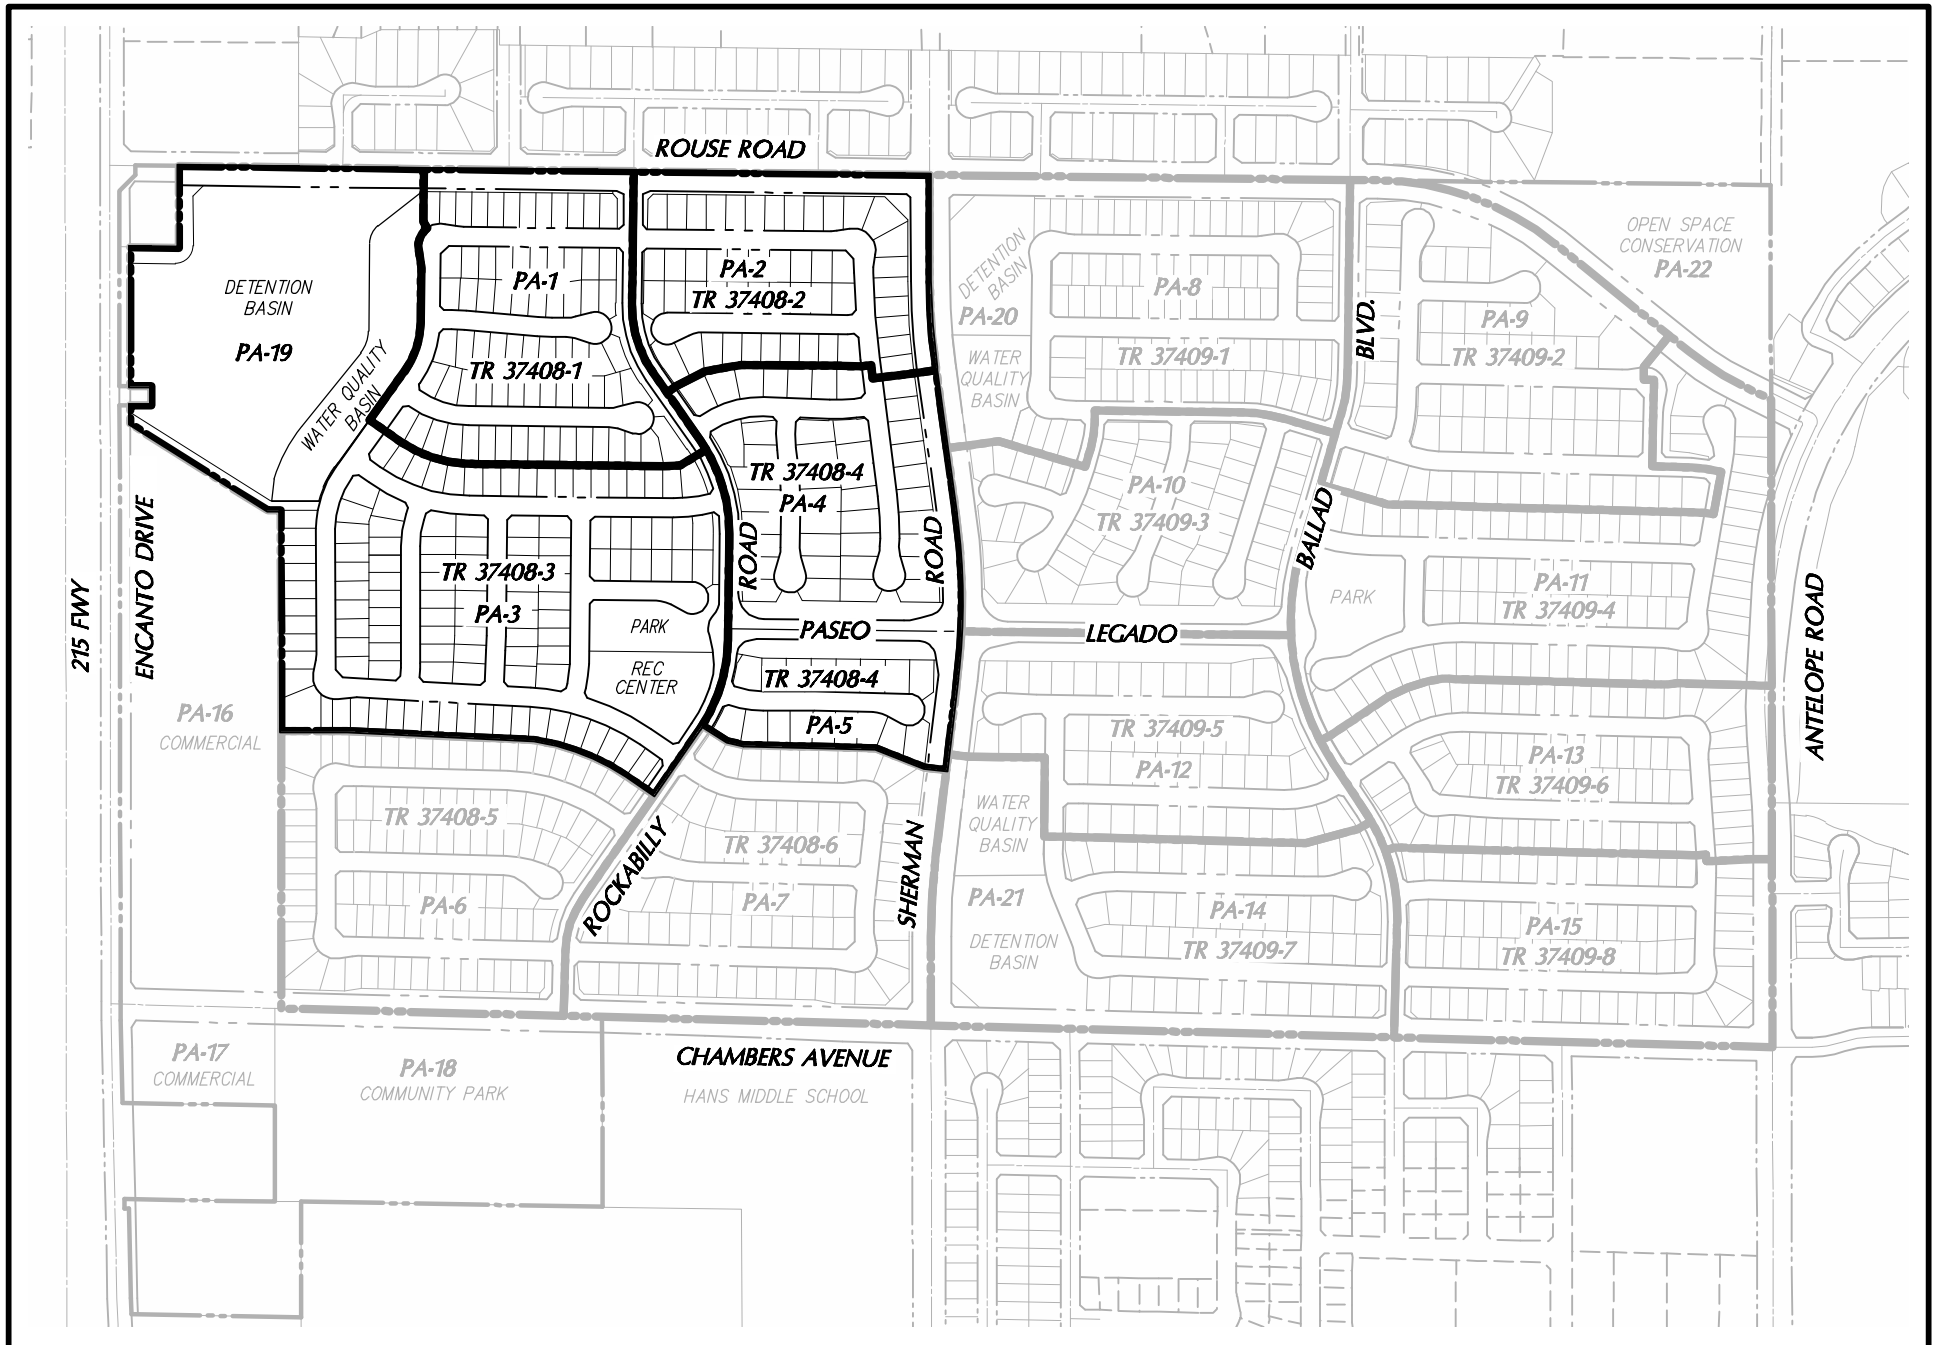 ROUSE ROAD
DETENTION
BASIN
PA-19
WATER QUALITY
BASIN
PA-1
TR 37408-1
PA-2
TR 37408-2
TR 37408-4
PA-4
TR 37408-3
PA-3
PARK
REC
CENTER
ROAD
ROAD
PASEO
LEGADO
TR 37408-4
PA-5
DETENTION
BASIN
PA-20
WATER
QUALITY
BASIN
PA-8
TR 37409-1
BLVD.
BALLAD
PA-9
TR 37409-2
OPEN SPACE
CONSERVATION
PA-22
PA-10
TR 37409-3
PARK
PA-11
TR 37409-4
215 FWY
ENCANTO DRIVE
ANTELOPE ROAD
PA-16
COMMERCIAL
TR 37409-5
PA-12
PA-13
TR 37409-6
TR 37408-5
PA-6
ROCKABILLY
TR 37408-6
PA-7
SHERMAN
WATER
QUALITY
BASIN
PA-21
DETENTION
BASIN
PA-14
TR 37409-7
PA-15
TR 37409-8
PA-17
COMMERCIAL
PA-18
COMMUNITY PARK
CHAMBERS AVENUE
HANS MIDDLE SCHOOL